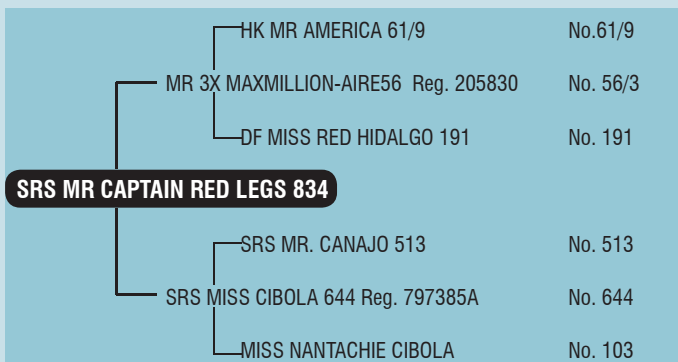 HK MR AMERICA 61/9 No.61/9
MR 3X MAXMILLION-AIRE56 Reg. 205830 No. 56/3
DF MISS RED HIDALGO 191 No. 191
SRS MR CAPTAIN RED LEGS 834
SRS MR. CANAJO 513 No. 513
SRS MISS CIBOLA 644 Reg. 797385A No. 644
MISS NANTACHIE CIBOLA No. 103